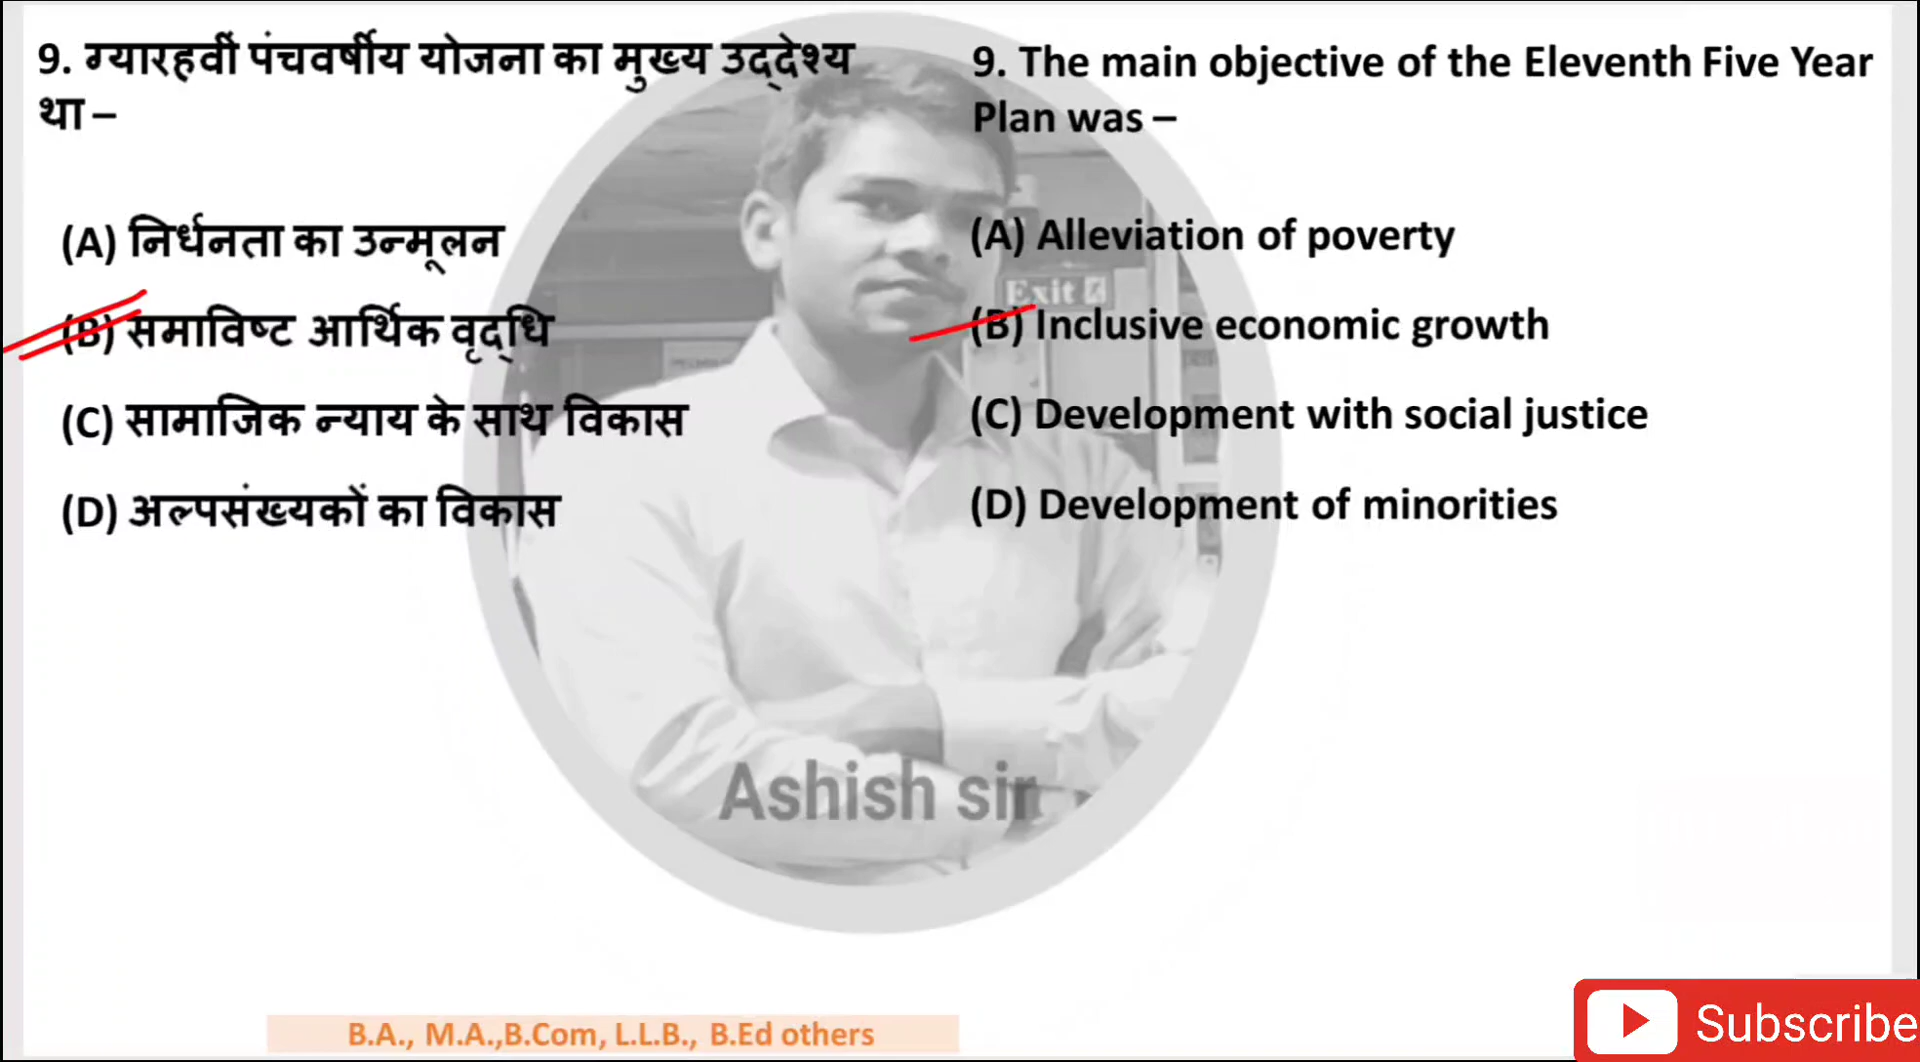 9. ग्यारहवीं पंचवर्षीय योजना का मुख्य उद्देश्य
था –
(A) निर्धनता का उन्मूलन
(B) समाविष्ट आर्थिक वृद्धि
(C) सामाजिक न्याय के साथ विकास
(D) अल्पसंख्यकों का विकास
9. The main objective of the Eleventh Five Year
Plan was –
(A) Alleviation of poverty
(B) Inclusive economic growth
(C) Development with social justice
(D) Development of minorities
Exit
Ashish sir
B.A., M.A.,B.Com, L.L.B., B.Ed others
Subscribe